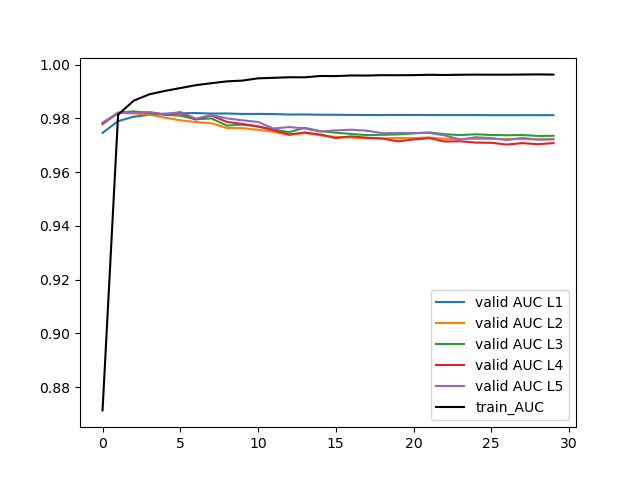 1.00
0.98
0.96
0.94
0.92
0.90
0.88
0 5 10 15 20 25 30
valid AUC L1
valid AUC L2
valid AUC L3
valid AUC L4
valid AUC L5
train_AUC